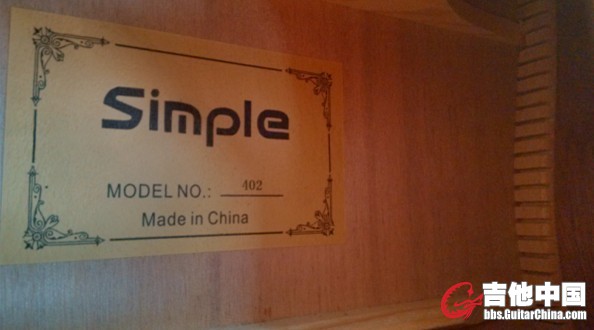 Simple
MODEL NO.: 402
Made in China
吉他中国
bbs.GuitarChina.com